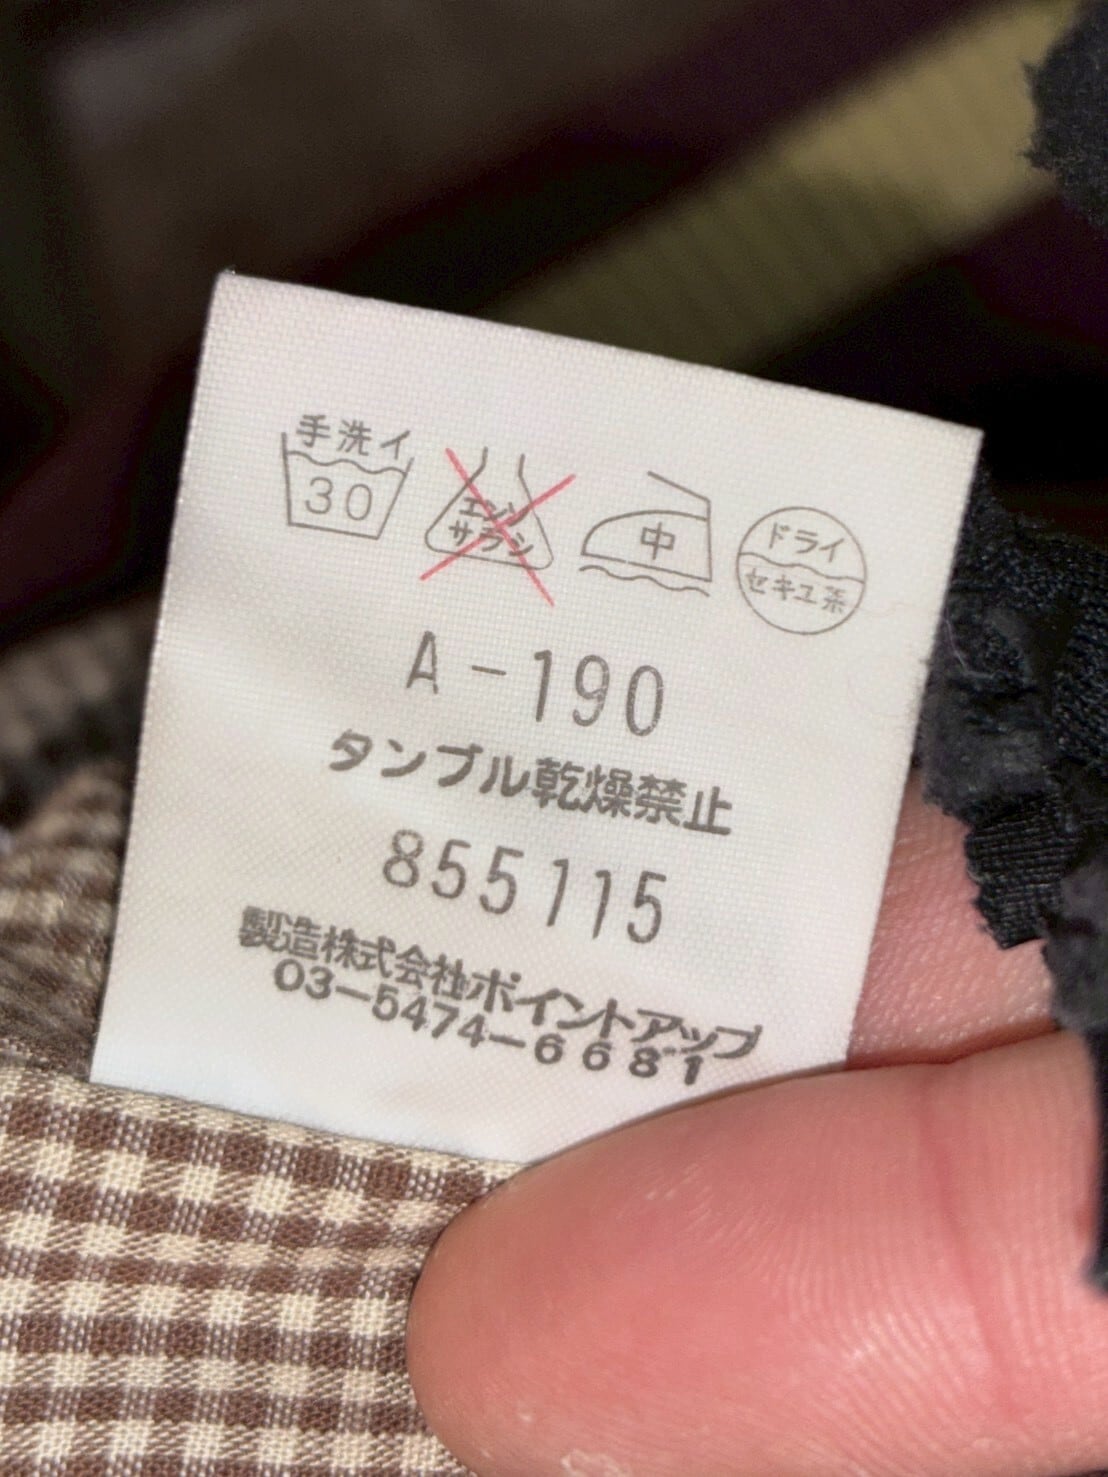 手洗イ
30
エンソ
サラシ
中
ドライ
セキユ系
A-190
タンブル乾燥禁止
855115
製造株式会社ポイントアップ
03-5474-6681